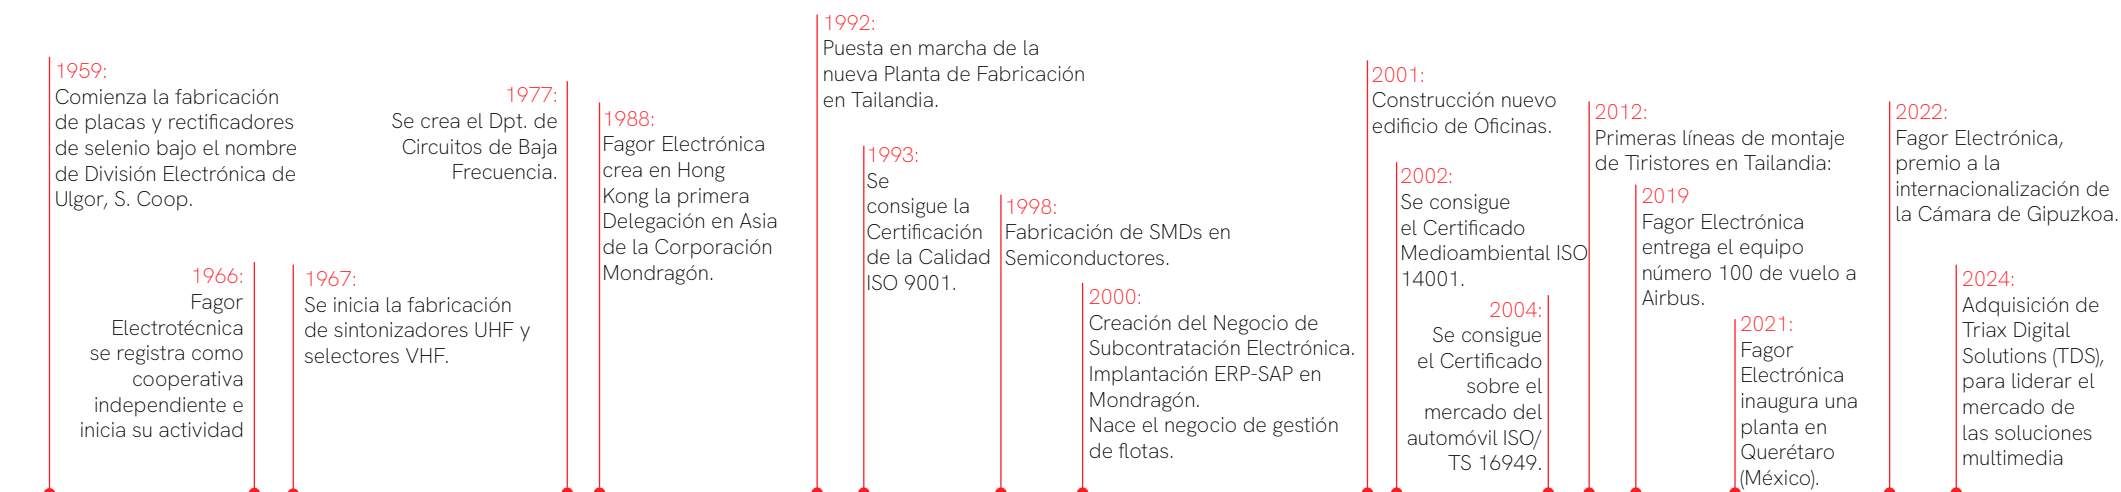 1959:
Comienza la fabricación
de placas y rectificadores
de selenio bajo el nombre
de División Electrónica de
Ulgor, S. Coop.
1966:
Fagor
Electrotécnica
se registra como
cooperativa
independiente e
inicia su actividad
1967:
Se inicia la fabricación
de sintonizadores UHF y
selectores VHF.
1977:
Se crea el Dpt. de
Circuitos de Baja
Frecuencia.
1988:
Fagor Electrónica
crea en Hong
Kong la primera
Delegación en Asia
de la Corporación
Mondragón.
1992:
Puesta en marcha de la
nueva Planta de Fabricación
en Tailandia.
1993:
Se
consigue la
Certificación
de la Calidad
ISO 9001.
1998:
Fabricación de SMDs en
Semiconductores.
2000:
Creación del Negocio de
Subcontratación Electrónica.
Implantación ERP-SAP en
Mondragón.
Nace el negocio de gestión
de flotas.
2001:
Construcción nuevo
edificio de Oficinas.
2002:
Se consigue
el Certificado
Medioambiental ISO
14001.
2004:
Se consigue
el Certificado
sobre el
mercado del
automóvil ISO/
TS 16949.
2012:
Primeras líneas de montaje
de Tiristores en Tailandia:
2019
Fagor Electrónica
entrega el equipo
número 100 de vuelo a
Airbus.
2021:
Fagor
Electrónica
inaugura una
planta en
Querétaro
(México).
2022:
Fagor Electrónica,
premio a la
internacionalización de
la Cámara de Gipuzkoa.
2024:
Adquisición de
Triax Digital
Solutions (TDS),
para liderar el
mercado de
las soluciones
multimedia